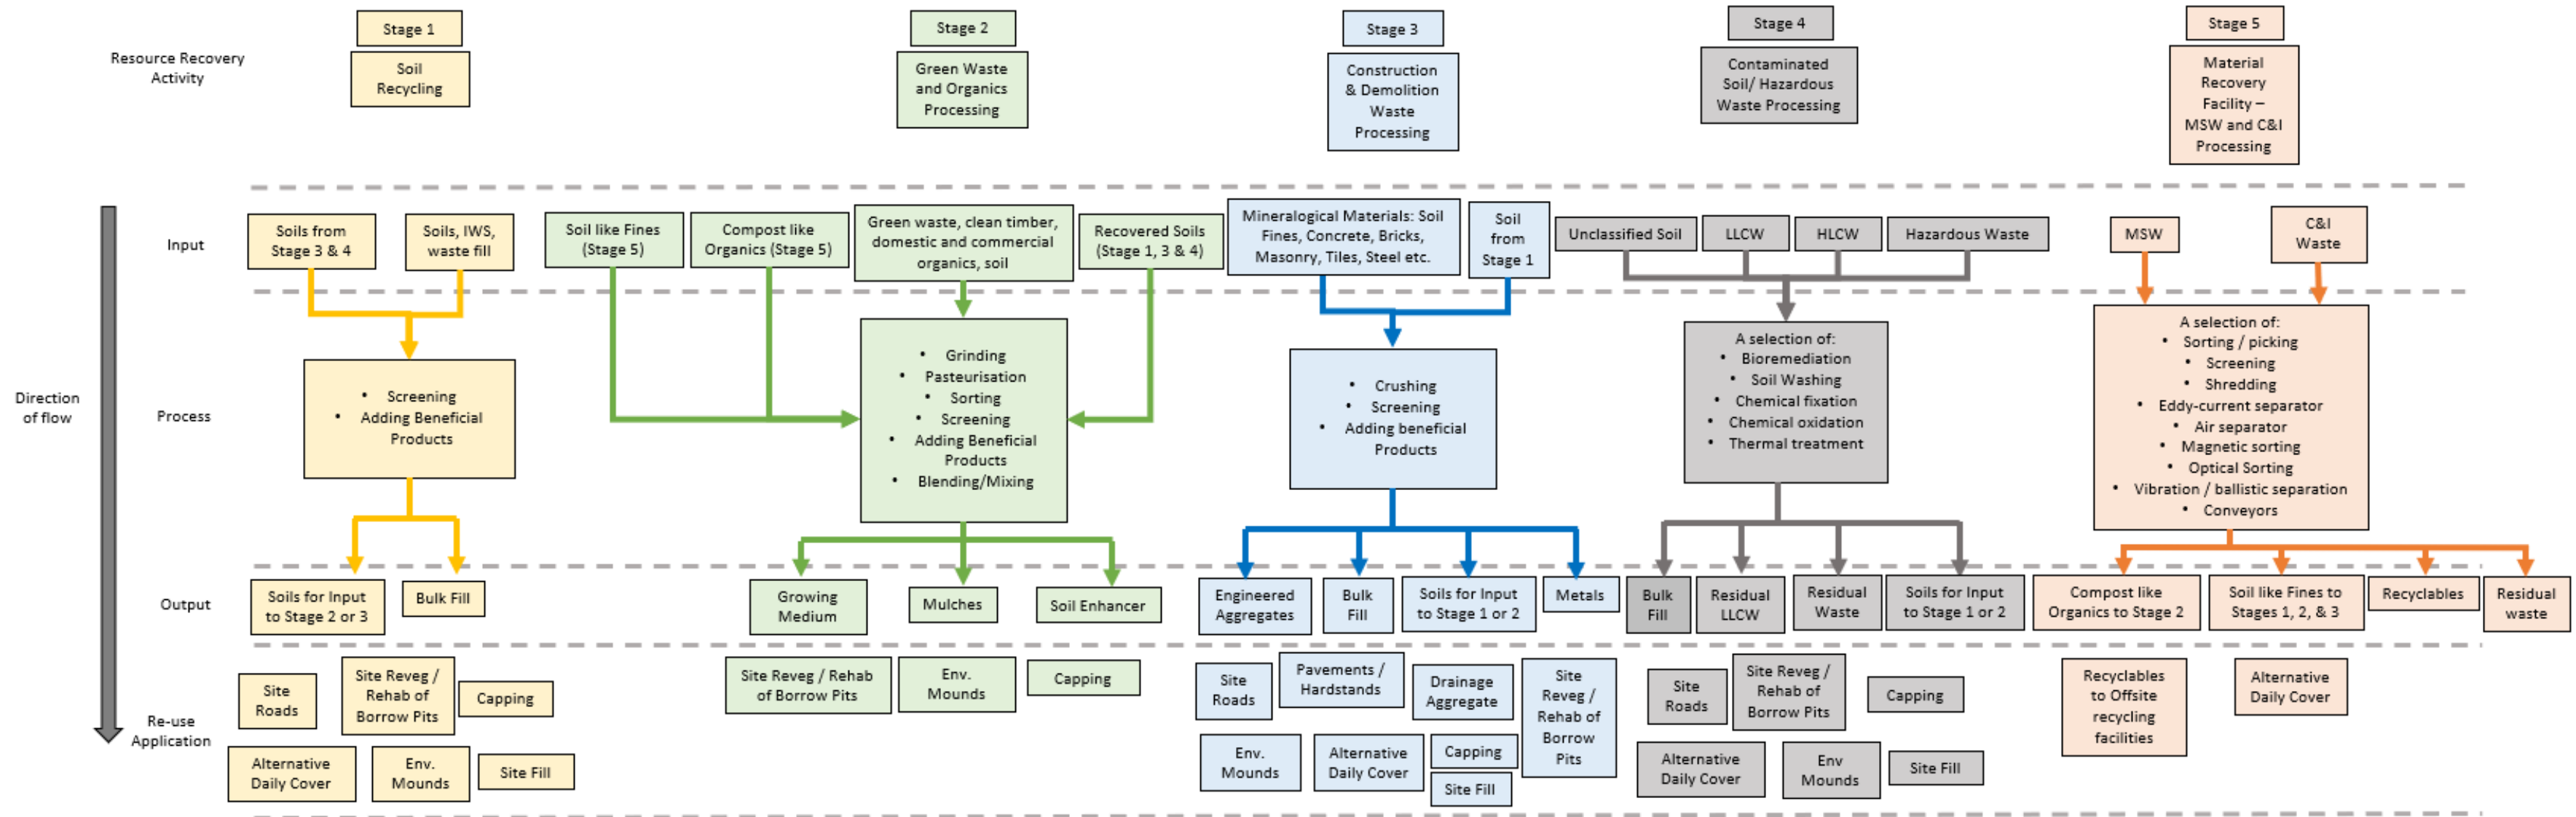 Resource Recovery
Activity
Stage 1
Soil
Recycling
Stage 2
Green Waste
and Organics
Processing
Stage 3
Construction
& Demolition
Waste
Processing
Stage 4
Contaminated
Soil/ Hazardous
Waste Processing
Stage 5
Material
Recovery
Facility –
MSW and C&I
Processing
Direction
of flow
Input
Soils from
Stage 3 & 4
Soils, IWS,
waste fill
Soil like Fines
(Stage 5)
Compost like
Organics (Stage 5)
Green waste, clean timber,
domestic and commercial
organics, soil
Recovered Soils
(Stage 1, 3 & 4)
Mineralogical Materials: Soil
Fines, Concrete, Bricks,
Masonry, Tiles, Steel etc.
Soil
from
Stage 1
Unclassified Soil
LLCW
HLCW
Hazardous Waste
MSW
C&I
Waste
Process
• Screening
• Adding Beneficial
Products
• Grinding
• Pasteurisation
• Sorting
• Screening
• Adding Beneficial
Products
• Blending/Mixing
• Crushing
• Screening
• Adding beneficial
Products
A selection of:
• Bioremediation
• Soil Washing
• Chemical fixation
• Chemical oxidation
• Thermal treatment
A selection of:
• Sorting / picking
• Screening
• Shredding
• Eddy-current separator
• Air separator
• Magnetic sorting
• Optical Sorting
• Vibration / ballistic separation
• Conveyors
Output
Soils for Input
to Stage 2 or 3
Bulk Fill
Growing
Medium
Mulches
Soil Enhancer
Engineered
Aggregates
Bulk
Fill
Soils for Input
to Stage 1 or 2
Metals
Bulk
Fill
Residual
LLCW
Residual
Waste
Soils for Input
to Stage 1 or 2
Compost like
Organics to Stage 2
Soil like Fines to
Stages 1, 2, & 3
Recyclables
Residual
waste
Re-use
Application
Site
Roads
Site Reveg /
Rehab of
Borrow Pits
Capping
Alternative
Daily Cover
Env.
Mounds
Site Fill
Site Reveg / Rehab
of Borrow Pits
Env.
Mounds
Capping
Site
Roads
Pavements /
Hardstands
Drainage
Aggregate
Site
Reveg /
Rehab of
Borrow
Pits
Env.
Mounds
Alternative
Daily Cover
Capping
Site Fill
Site
Roads
Site Reveg /
Rehab of
Borrow Pits
Capping
Alternative
Daily Cover
Env
Mounds
Site Fill
Recyclables
to Offsite
recycling
facilities
Alternative
Daily Cover